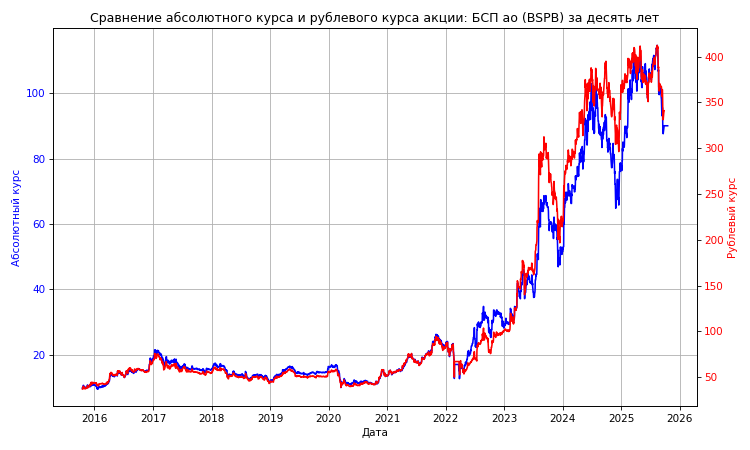 Сравнение абсолютного курса и рублевого курса акции: БСП ао (BSPB) за десять лет
100
80
60
40
20
Абсолютный курс
400
350
300
250
200
150
100
50
Рублевый курс
2016 2017 2018 2019 2020 2021 2022 2023 2024 2025 2026
Дата